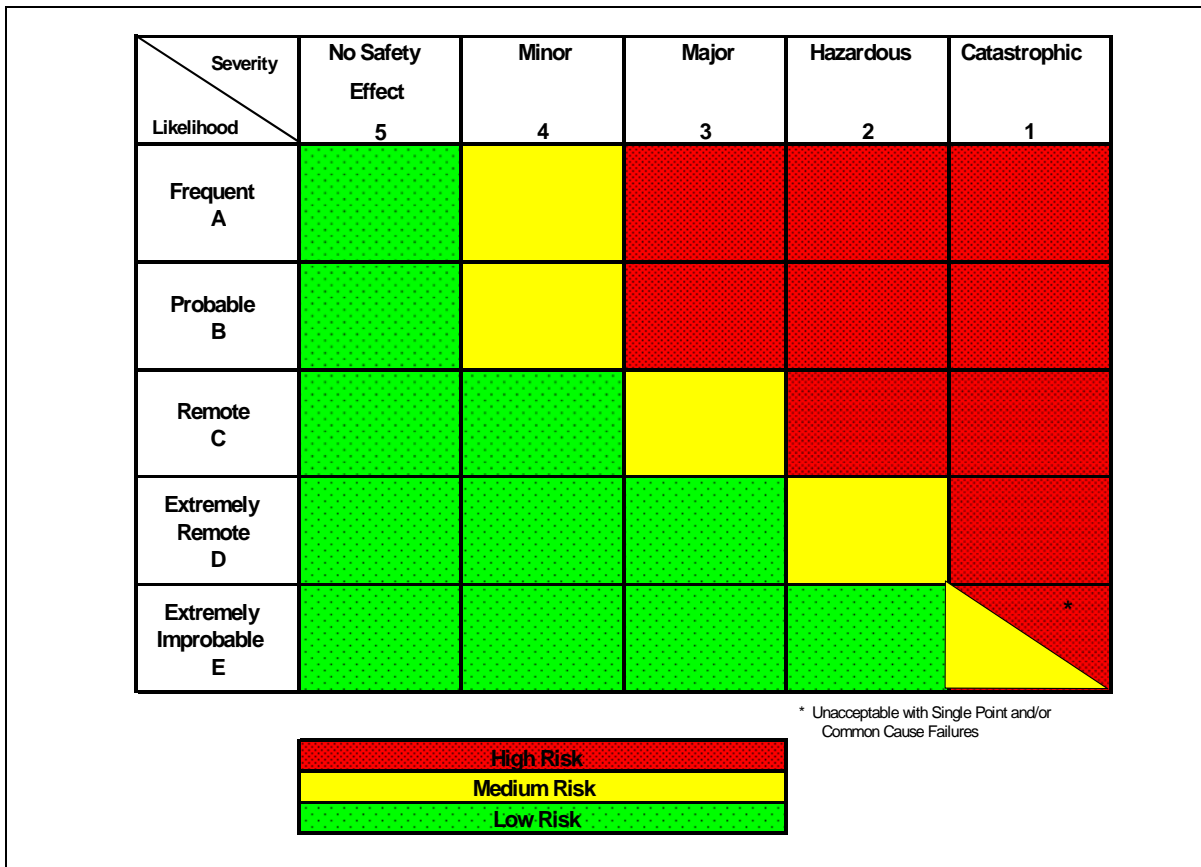 Severity
Likelihood
No Safety
Effect
5
Minor
4
Major
3
Hazardous
2
Catastrophic
1
Frequent
A
Probable
B
Remote
C
Extremely
Remote
D
Extremely
Improbable
E
*
* Unacceptable with Single Point and/or
Common Cause Failures
High Risk
Medium Risk
Low Risk